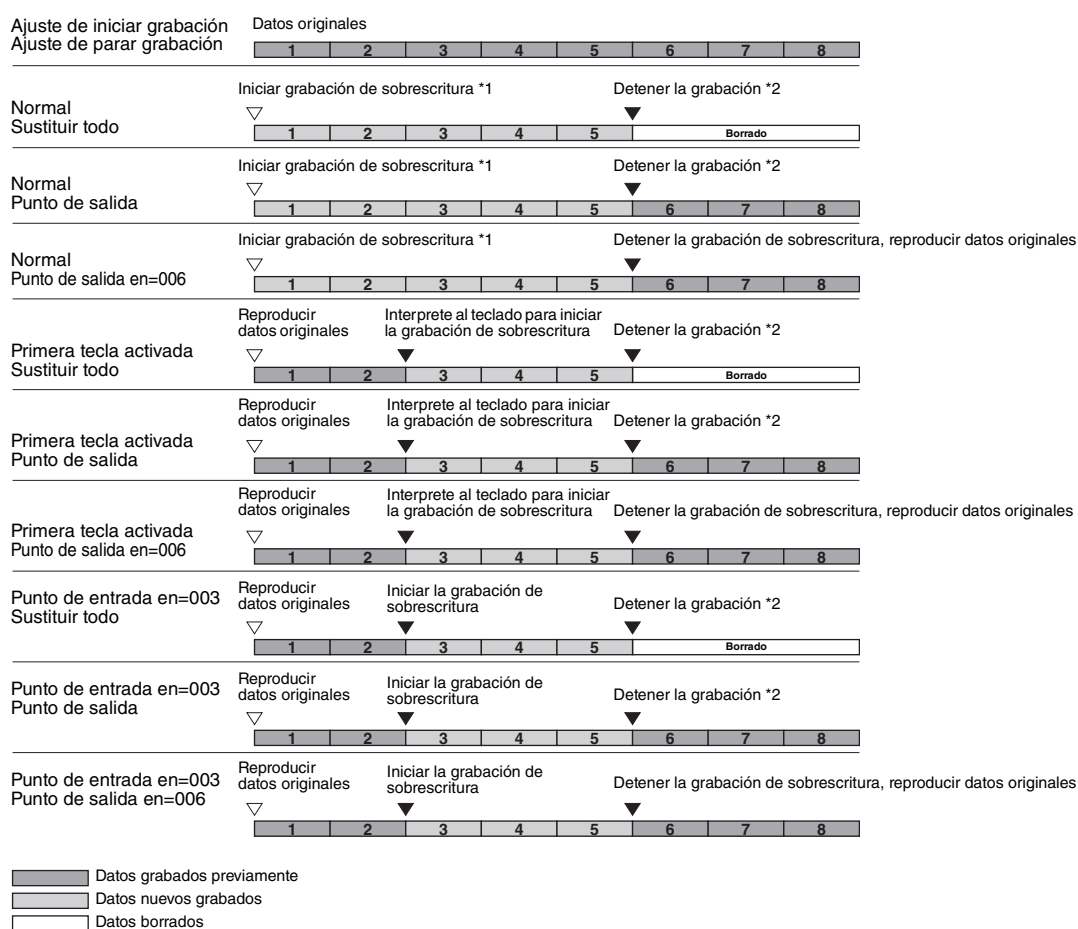 Ajuste de iniciar grabación
Ajuste de parar grabación
Datos originales
1 2 3 4 5 6 7 8
Normal
Sustituir todo
Iniciar grabación de sobrescritura *1
Detener la grabación *2
1 2 3 4 5 Borrado
Normal
Punto de salida
Iniciar grabación de sobrescritura *1
Detener la grabación *2
1 2 3 4 5 6 7 8
Normal
Punto de salida en=006
Iniciar grabación de sobrescritura *1
Detener la grabación de sobrescritura, reproducir datos originales
1 2 3 4 5 6 7 8
Primera tecla activada
Sustituir todo
Reproducir
datos originales
Interprete al teclado para iniciar
la grabación de sobrescritura
Detener la grabación *2
1 2 3 4 5 Borrado
Primera tecla activada
Punto de salida
Reproducir
datos originales
Interprete al teclado para iniciar
la grabación de sobrescritura
Detener la grabación *2
1 2 3 4 5 6 7 8
Primera tecla activada
Punto de salida en=006
Reproducir
datos originales
Interprete al teclado para iniciar
la grabación de sobrescritura
Detener la grabación de sobrescritura, reproducir datos originales
1 2 3 4 5 6 7 8
Punto de entrada en=003
Sustituir todo
Reproducir
datos originales
Iniciar la grabación de
sobrescritura
Detener la grabación *2
1 2 3 4 5 Borrado
Punto de entrada en=003
Punto de salida
Reproducir
datos originales
Iniciar la grabación de
sobrescritura
Detener la grabación *2
1 2 3 4 5 6 7 8
Punto de entrada en=003
Punto de salida en=006
Reproducir
datos originales
Iniciar la grabación de
sobrescritura
Detener la grabación de sobrescritura, reproducir datos originales
1 2 3 4 5 6 7 8
Datos grabados previamente
Datos nuevos grabados
Datos borrados